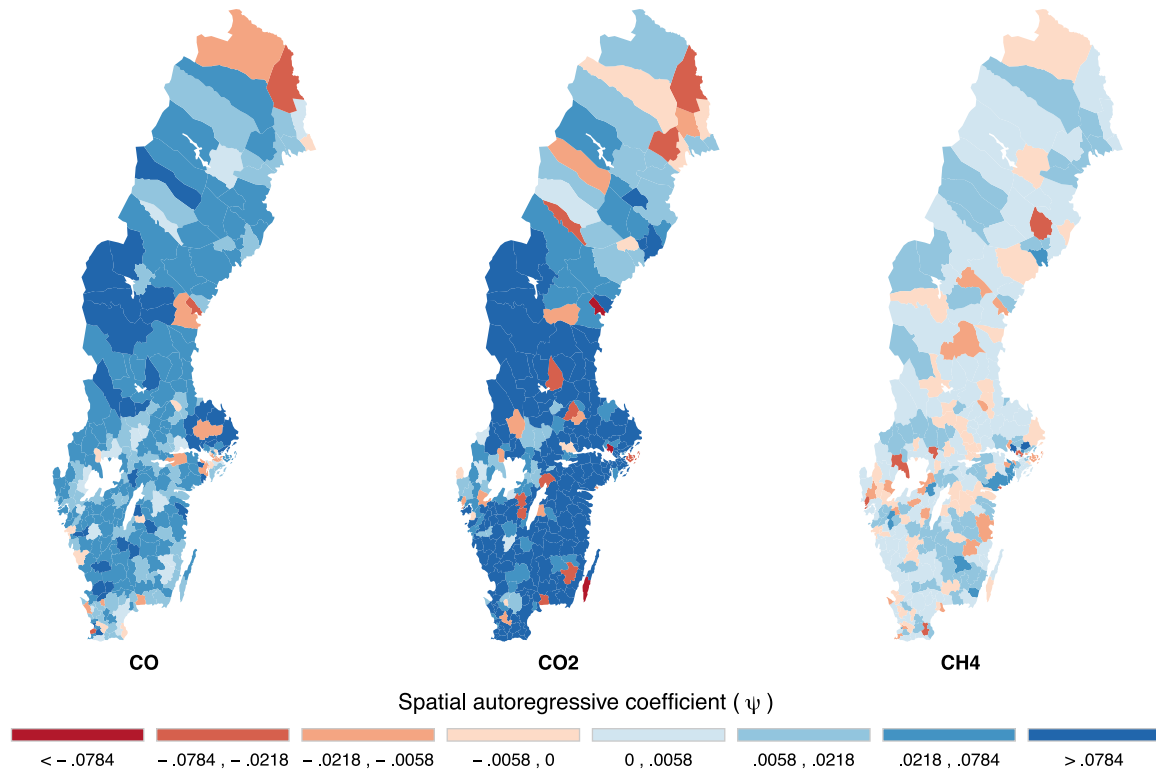 CO CO2 CH4
Spatial autoregressive coefficient ( ψ )
< − .0784 − .0784 , − .0218 − .0218 , − .0058 − .0058 , 0 0 , .0058 .0058 , .0218 .0218 , .0784 > .0784